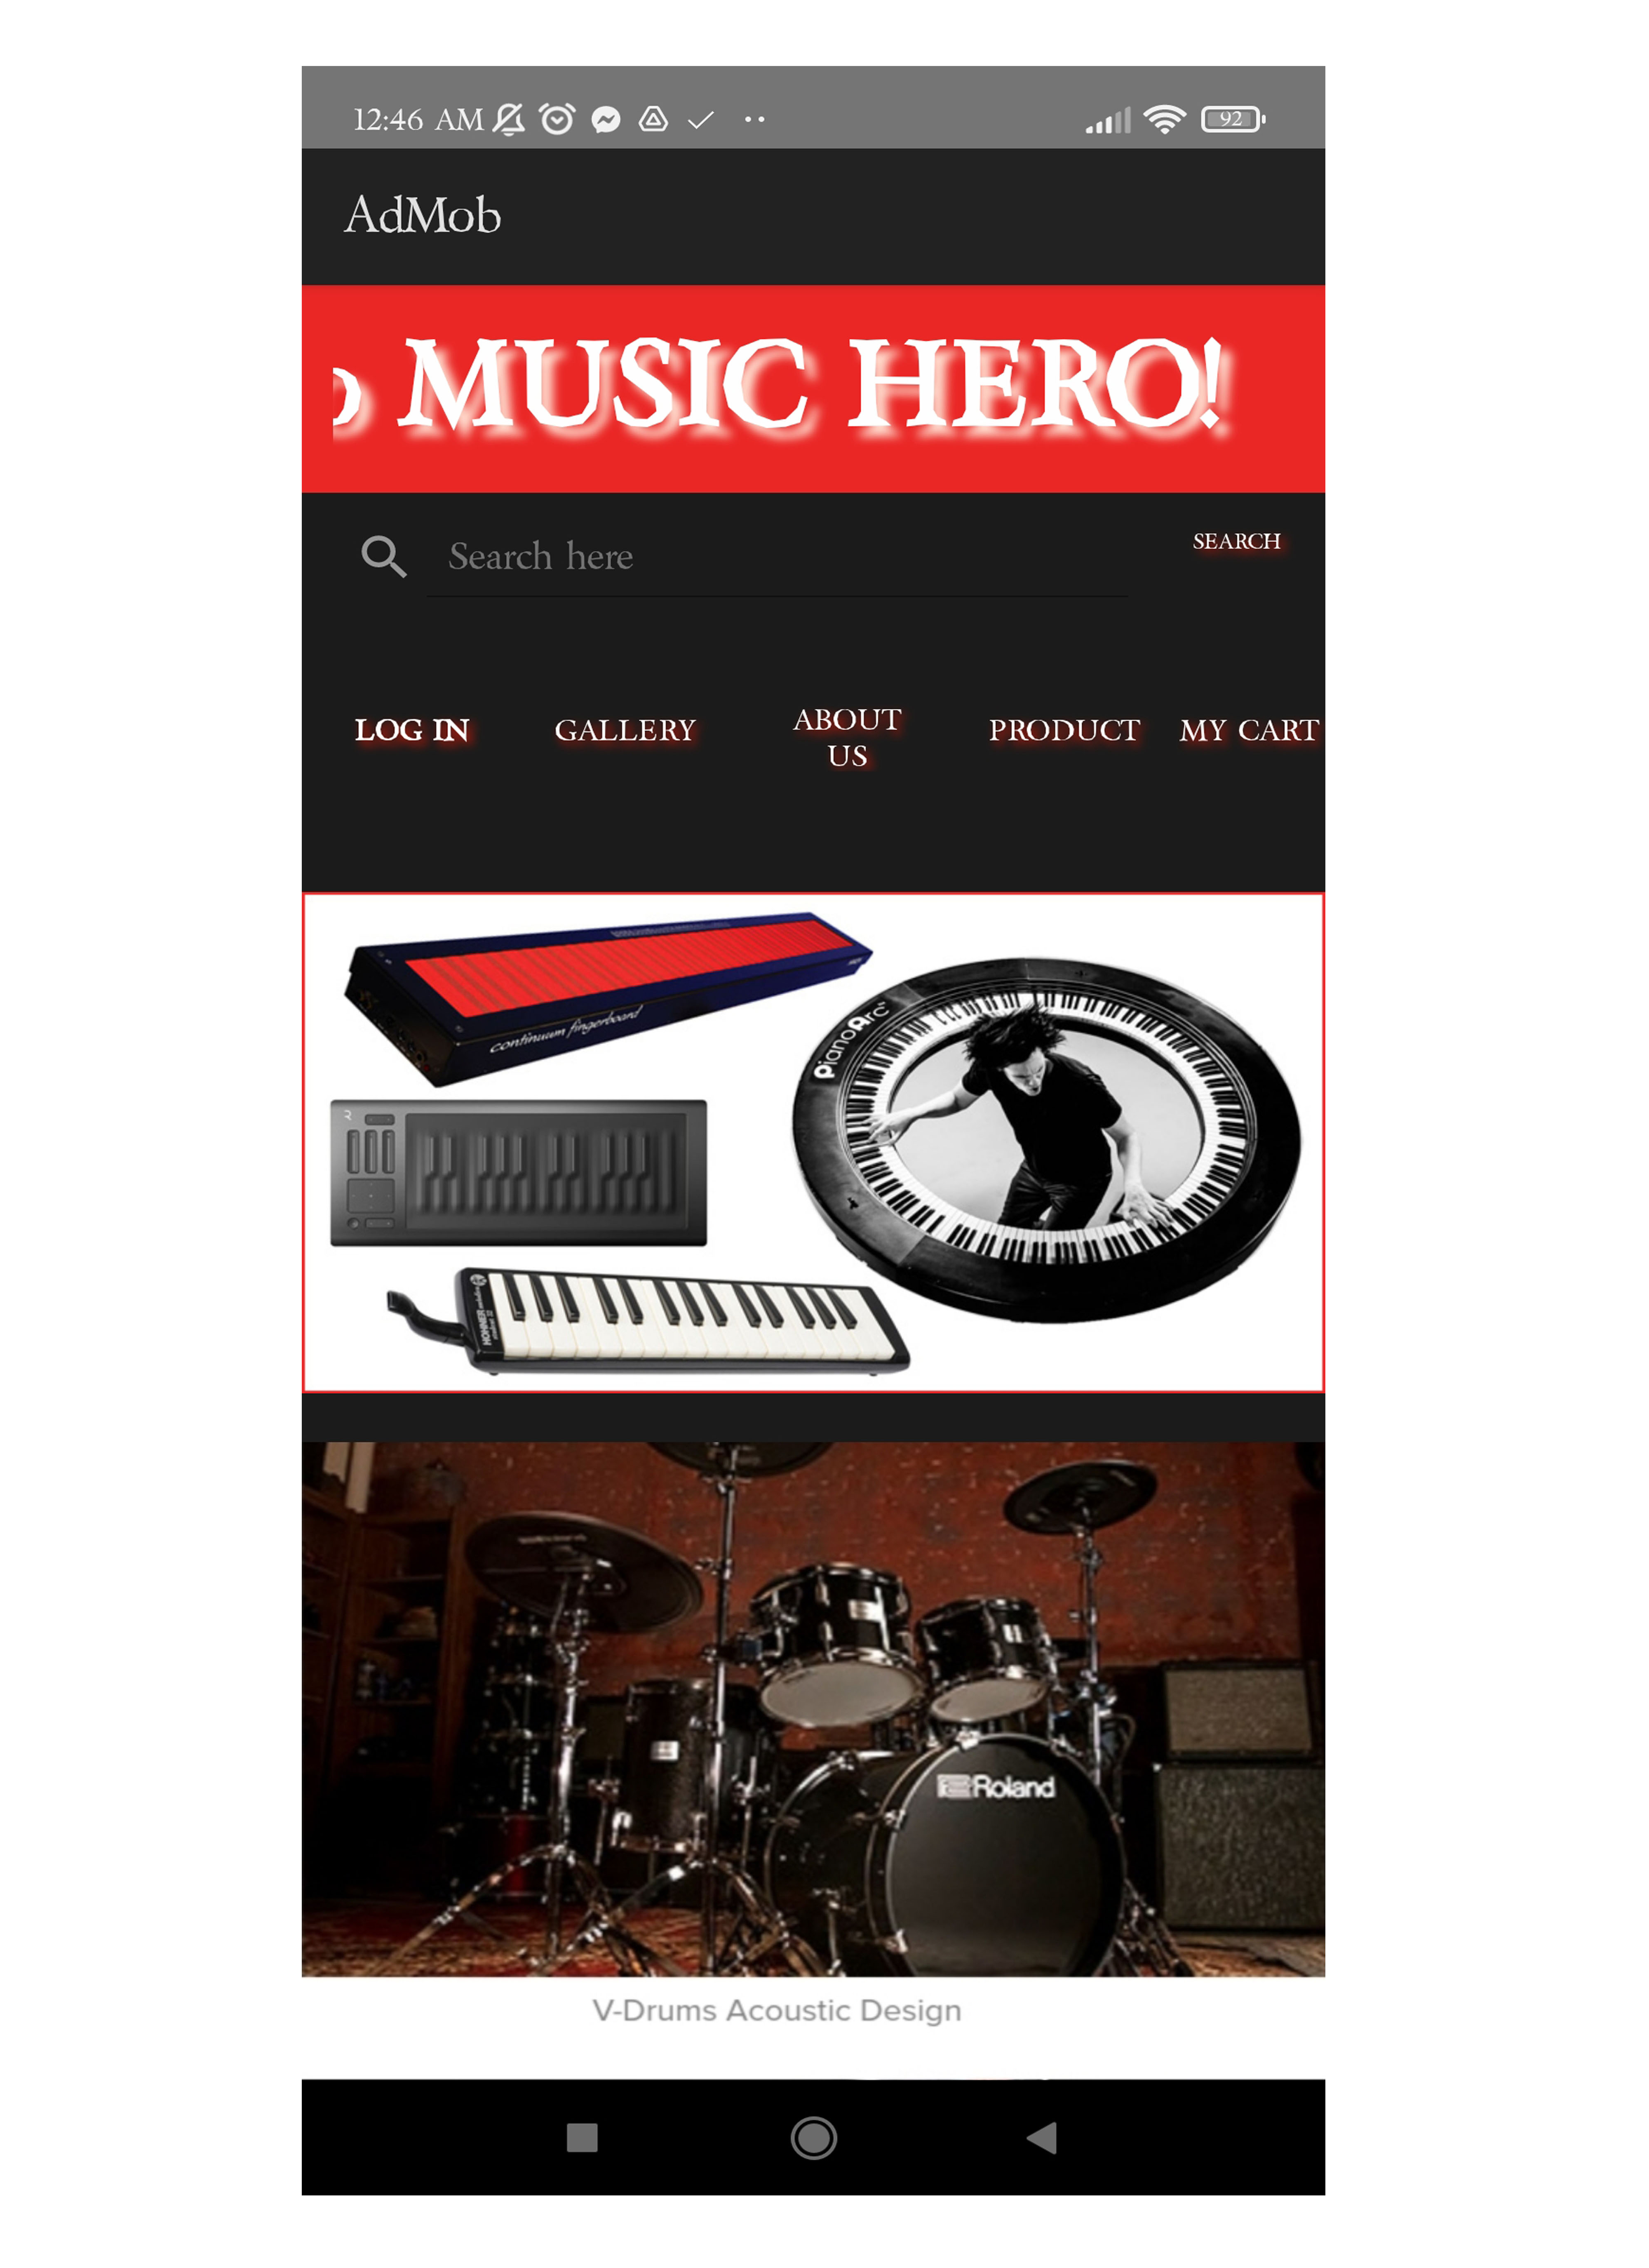 12:46 AM
92
AdMob
MUSIC HERO!
Search here
SEARCH
LOG IN
GALLERY
ABOUT
US
PRODUCT
MY CART
continuum fingerboard
pianoArc
HOHNER
Roland
V-Drums Acoustic Design